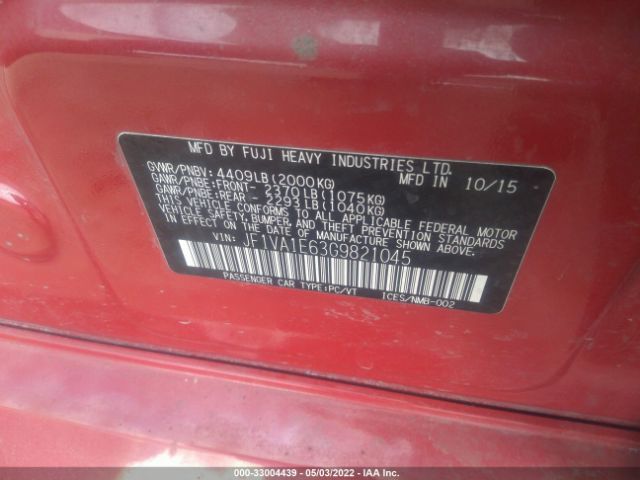 MFD BY FUJI HEAVY INDUSTRIES LTD.
GVWR/PNBV: 4409LB(2000KG) MFD IN 10/15
GAWR/PNBE:FRONT- 2370LB(1075KG)
GAWR/PNBE:REAR - 2293LB(1040KG)
THIS VEHICLE CONFORMS TO ALL APPLICABLE FEDERAL MOTOR
VEHICLE SAFETY, BUMPER, AND THEFT PREVENTION STANDARDS
IN EFFECT ON THE DATE OF MANUFACTURE SHOWN ABOVE.
VIN: JF1VA1E63G9821045
PASSENGER CAR TYPE:PC/VT ICES/NMB-002
000-33004439 - 05/03/2022 - IAA Inc.